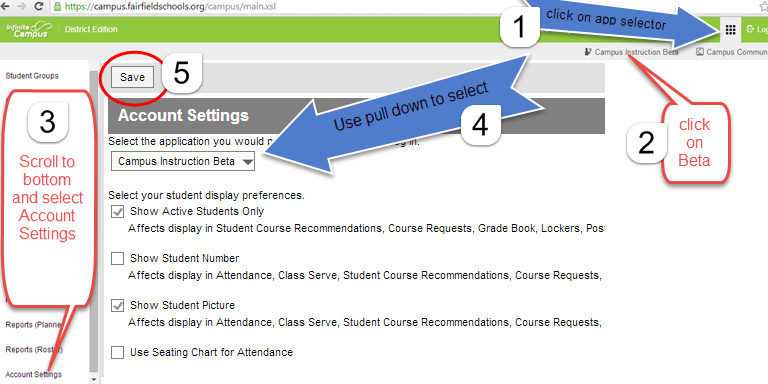 https://campus.fairfieldschools.org/campus/main.xsl
Infinite
Campus
District Edition
1
click on app selector
Log
Campus Instruction Beta
Campus Commun
Student Groups
Save
5
Account Settings
Use pull down to select
4
2
click
on
Beta
3
Scroll to
bottom
and select
Account
Settings
Select the application you would
in.
Campus Instruction Beta
Select your student display preferences.
Show Active Students Only
Affects display in Student Course Recommendations, Course Requests, Grade Book, Lockers, Pos
Show Student Number
Affects display in Attendance, Class Serve, Student Course Recommendations, Course Requests,
Show Student Picture
Affects display in Attendance, Class Serve, Student Course Recommendations, Course Requests,
Use Seating Chart for Attendance
Reports (Planne
Reports (Roster)
Account Settings